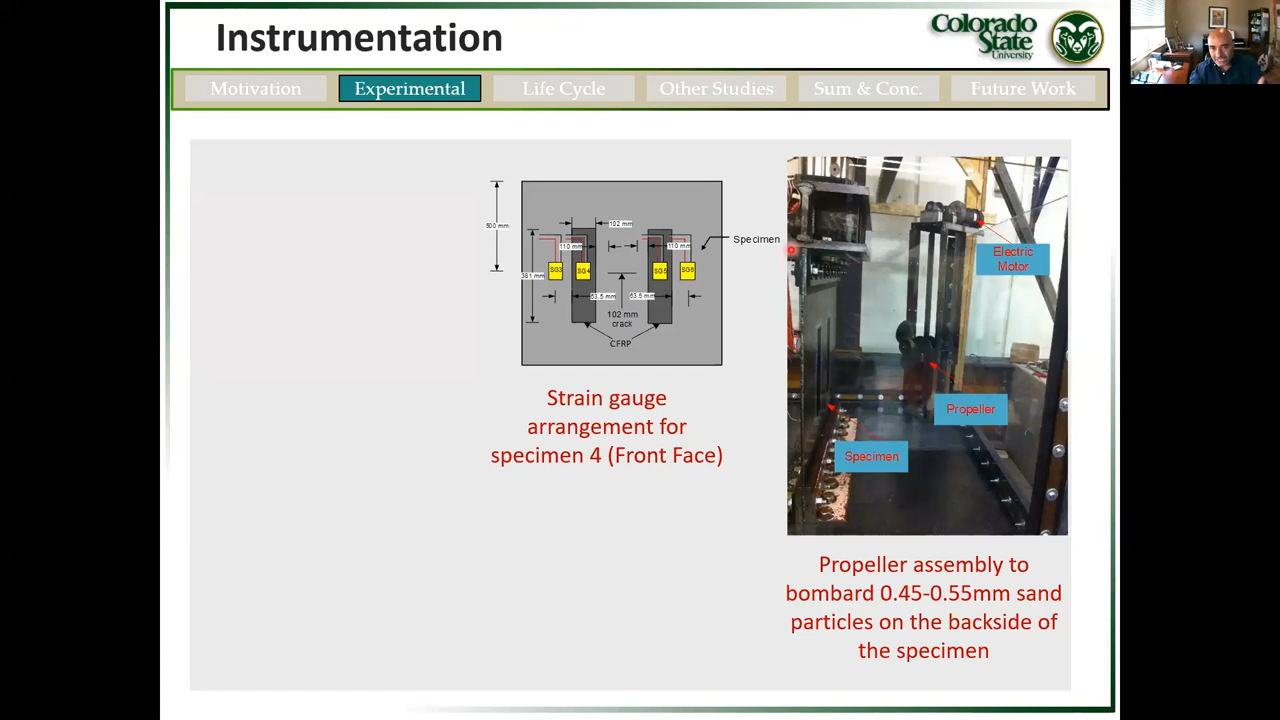 Instrumentation
Colorado
State
University
Motivation
Experimental
Life Cycle
Other Studies
Sum & Conc.
Future Work
500 mm
102 mm
110 mm
110 mm
Specimen
SG3
SG4
SG5
SG6
381 mm
63.5 mm
63.5 mm
102 mm
crack
CFRP
Strain gauge
arrangement for
specimen 4 (Front Face)
Electric
Motor
Propeller
Specimen
Propeller assembly to
bombard 0.45-0.55mm sand
particles on the backside of
the specimen